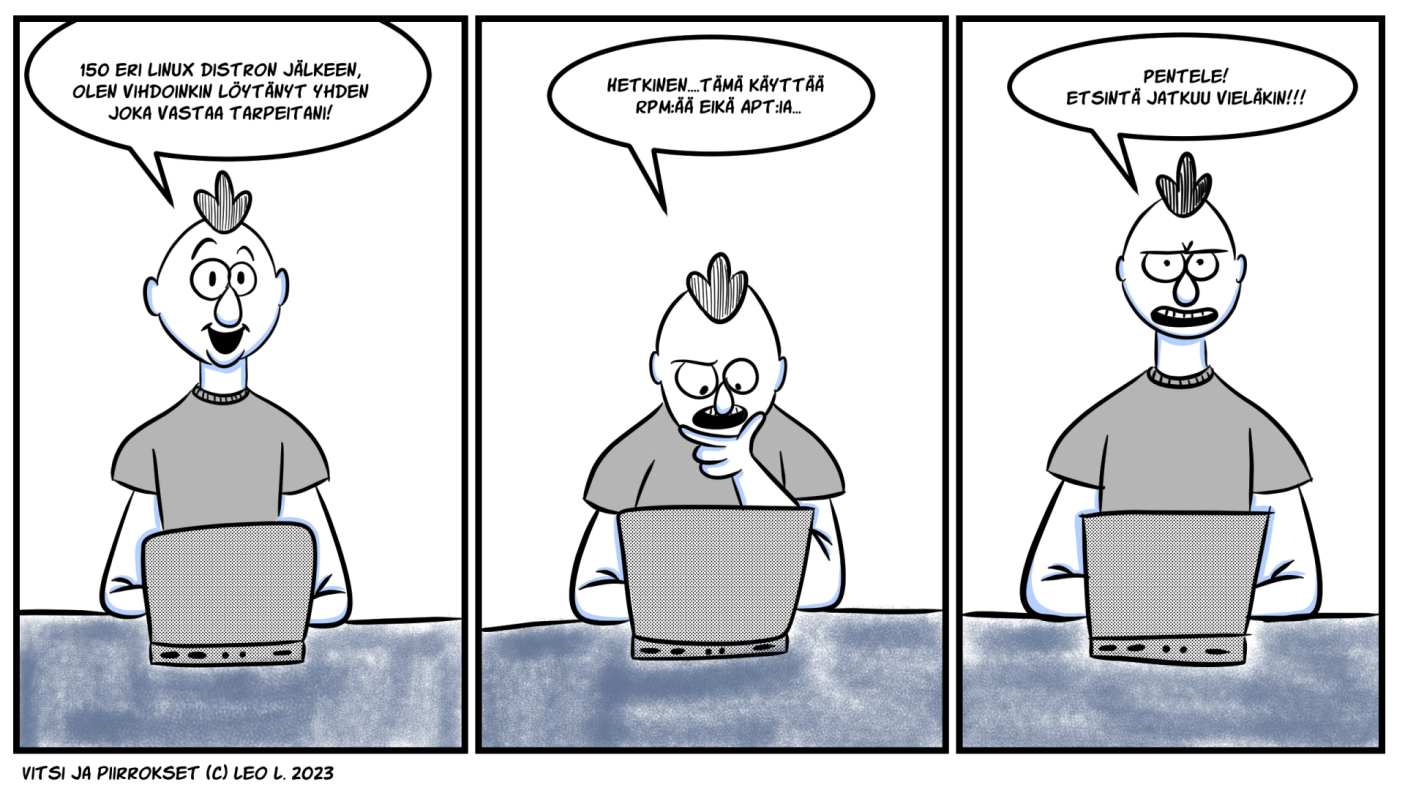 150 ERI LINUX DISTRON JÄLKEEN,
OLEN VIHDOINKIN LÖYTÄNYT YHDEN
JOKA VASTAA TARPEITANI!
HETKINEN....TÄMÄ KÄYTTÄÄ
RPM:ÄÄ EIKÄ APT:IA...
PENTELE!
ETSINTÄ JATKUU VIELÄKIN!!!
VITSI JA PIIRROKSET (C) LEO L. 2023